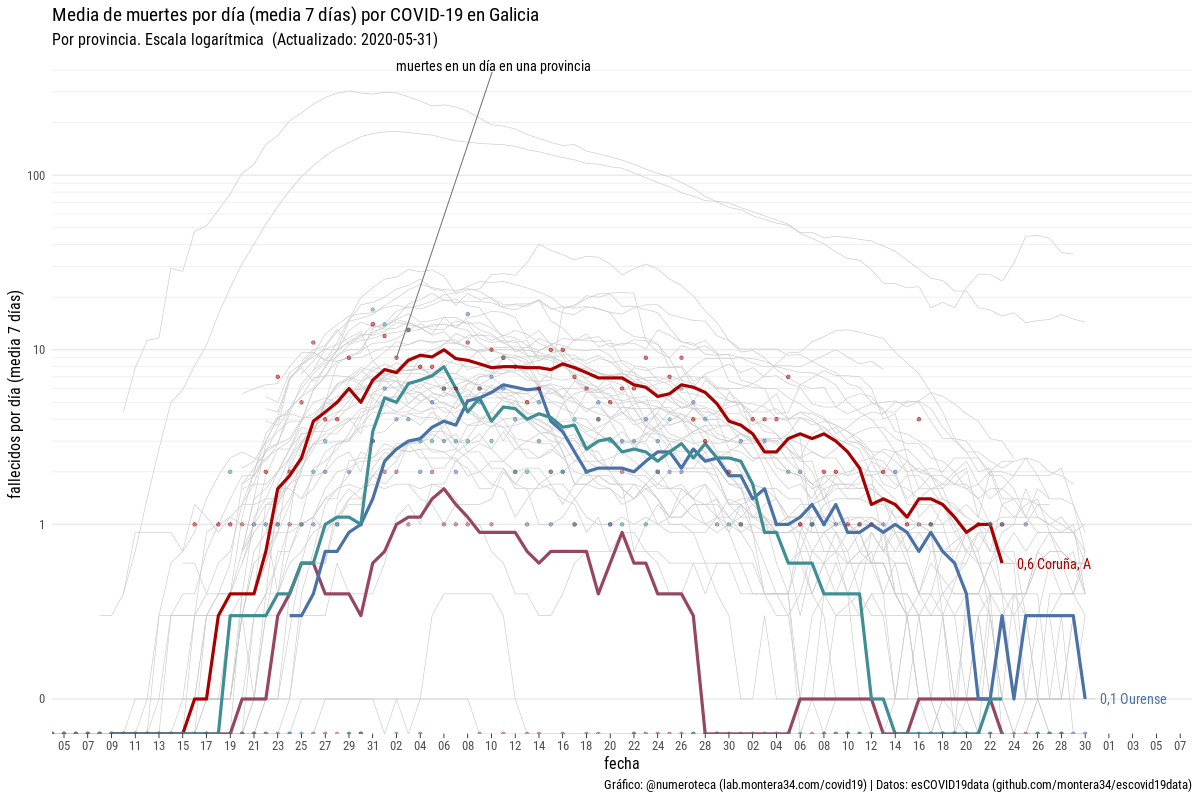 Media de muertes por día (media 7 días) por COVID-19 en Galicia
Por provincia. Escala logarítmica (Actualizado: 2020-05-31)
muertes en un día en una provincia
fallecidos por día (media 7 días)
100
10
1
0
0,6 Coruña, A
0,1 Ourense
05 07 09 11 13 15 17 19 21 23 25 27 29 31 02 04 06 08 10 12 14 16 18 20 22 24 26 28 30 02 04 06 08 10 12 14 16 18 20 22 24 26 28 30 01 03 05 07
fecha
Gráfico: @numeroteca (lab.montera34.com/covid19) | Datos: esCOVID19data (github.com/montera34/escovid19data)